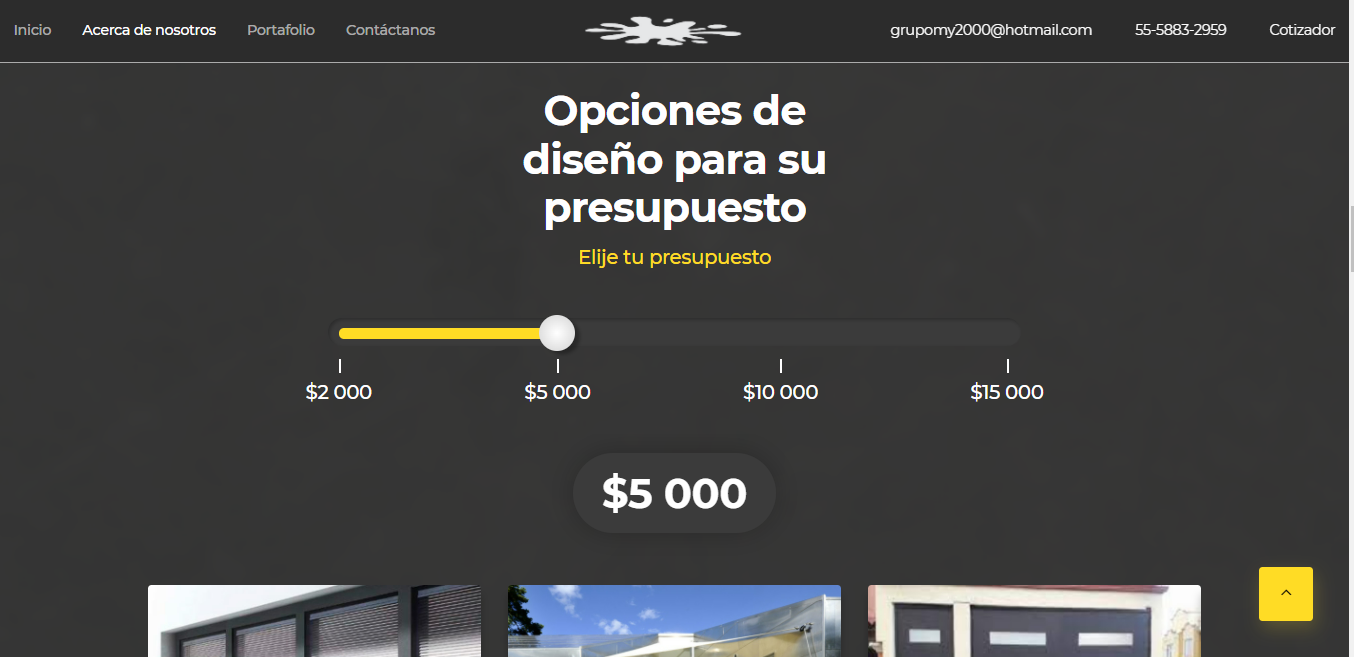 Inicio Acerca de nosotros Portafolio Contáctanos grupomy2000@hotmail.com 55-5883-2959 Cotizador
Opciones de
diseño para su
presupuesto
Elije tu presupuesto
$2 000 $5 000 $10 000 $15 000
$5 000